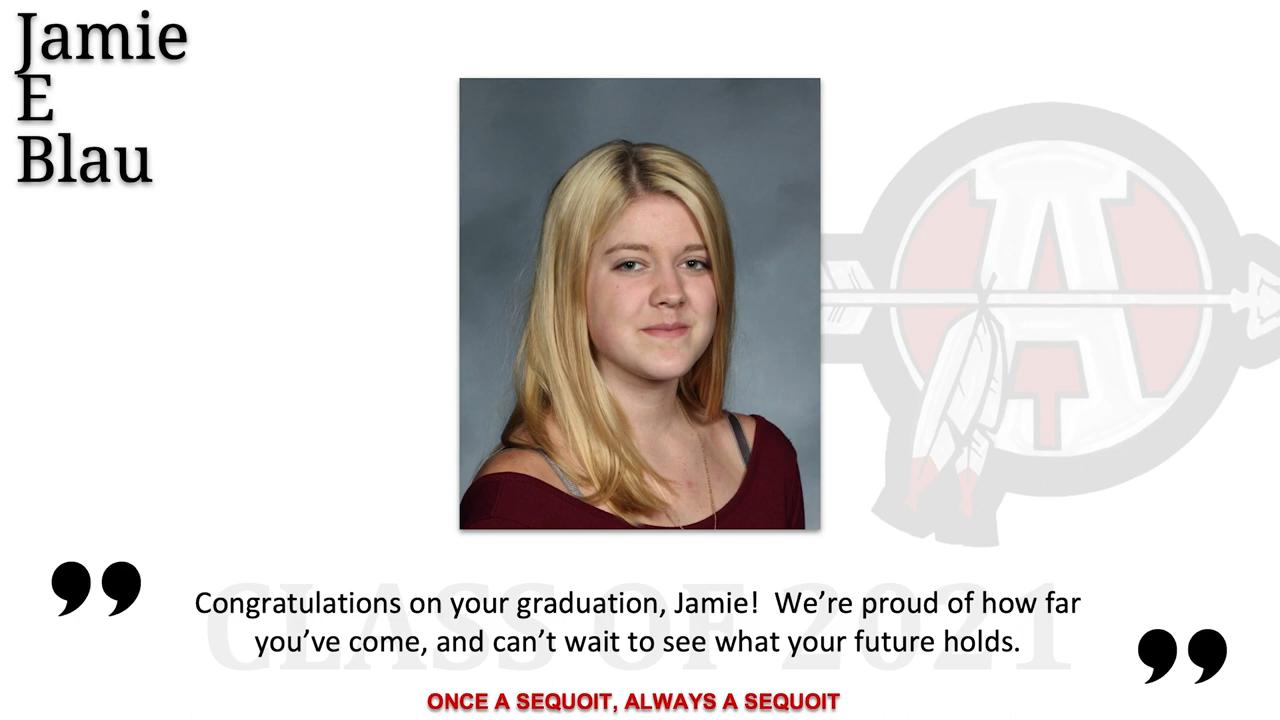 Jamie
E
Blau
A
CLASS OF 2021
Congratulations on your graduation, Jamie!  We’re proud of how far
you’ve come, and can’t wait to see what your future holds.
ONCE A SEQUOIT, ALWAYS A SEQUOIT